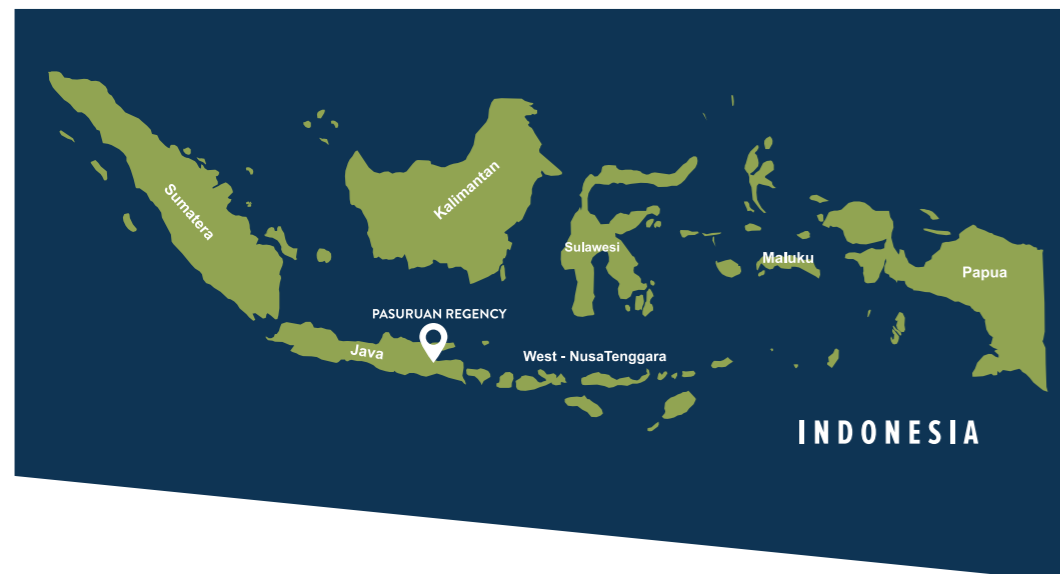 Sumatera
Kalimantan
Sulawesi
Maluku
Papua
PASURUAN REGENCY
Java
West - NusaTenggara
INDONESIA